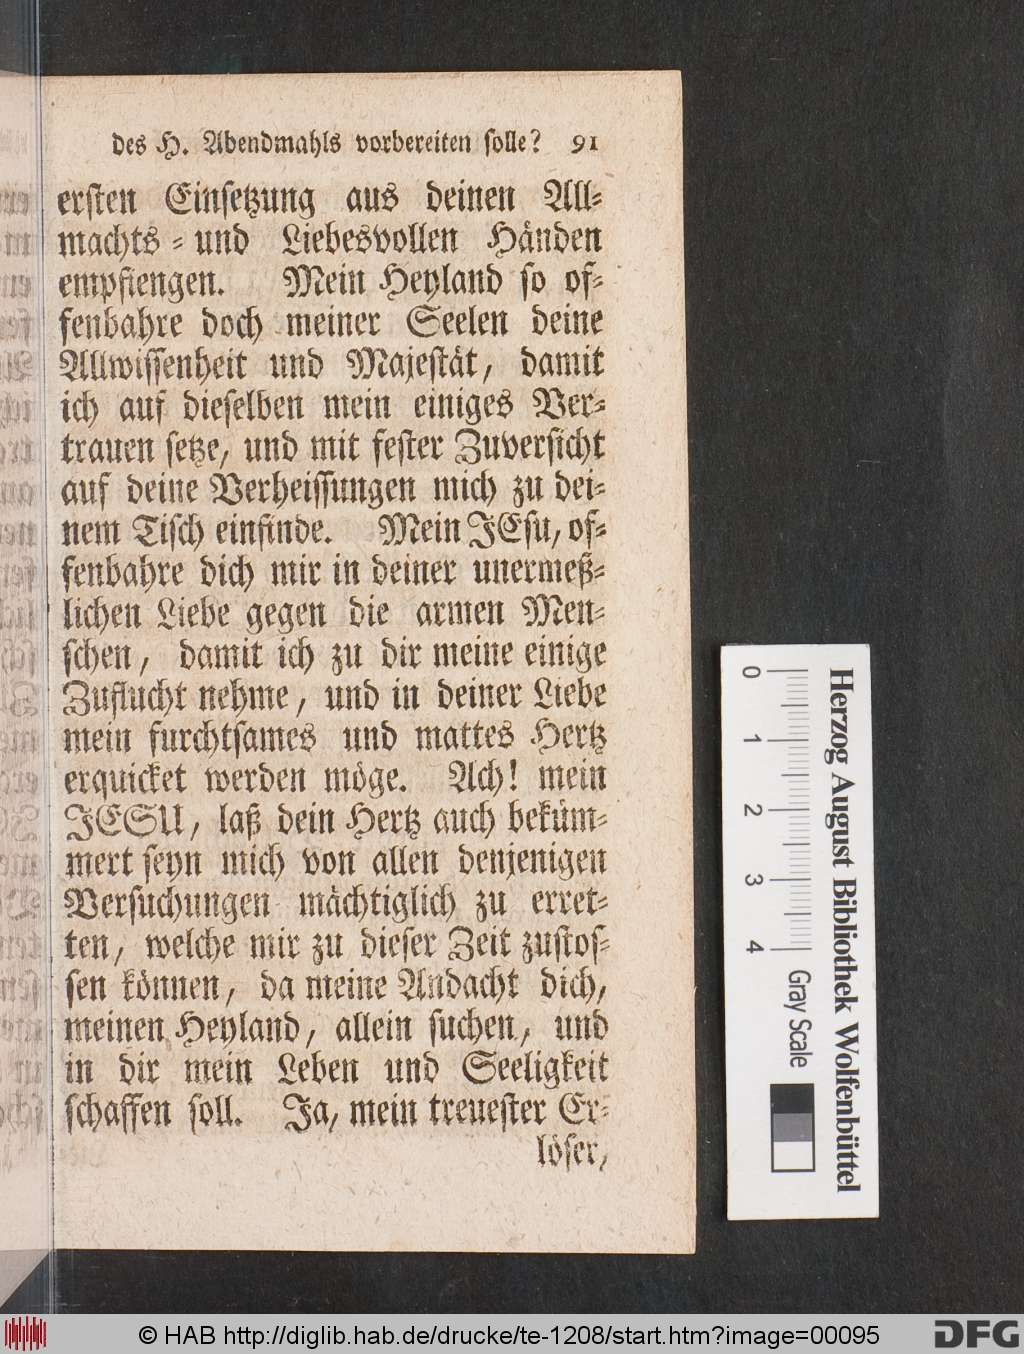 des H. Abendmahls vorbereiten solle? 91
ersten Einsetzung aus deinen All-
machts- und Liebesvollen Händen
empfiengen. Mein Heyland so of-
fenbahre doch meiner Seelen deine
Allwissenheit und Majestät, damit
ich auf dieselben mein einiges Ver-
trauen setze, und mit fester Zuversicht
auf deine Verheissungen mich zu dei-
nem Tisch einfinde. Mein JEsu, of-
fenbahre dich mir in deiner unermeß-
lichen Liebe gegen die armen Men-
schen, damit ich zu dir meine einige
Zuflucht nehme, und in deiner Liebe
mein furchtsames und mattes Hertz
erquicket werden möge. Ach! mein
JESU, laß dein Hertz auch beküm-
mert seyn mich von allen denjenigen
Versuchungen mächtiglich zu erret-
ten, welche mir zu dieser Zeit zustos-
sen können, da meine Andacht dich,
meinen Heyland, allein suchen, und
in dir mein Leben und Seeligkeit
schaffen soll. Ja, mein treuester Er-
löser,
Herzog August Bibliothek Wolfenbüttel
0 1 2 3 4 Gray Scale
© HAB http://diglib.hab.de/drucke/te-1208/start.htm?image=00095
DFG